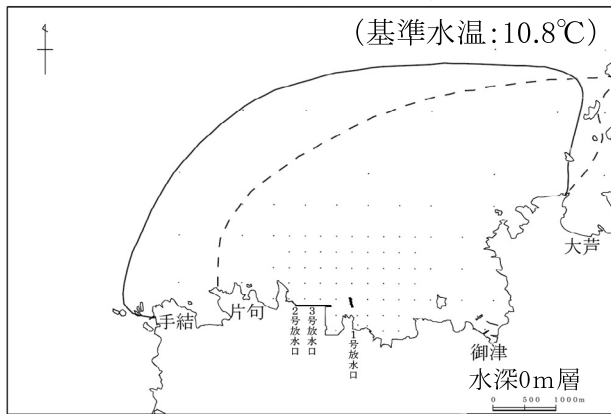 (基準水温:10.8℃)
大芦
手結
片句
2号放水口
3号放水口
1号放水口
御津
水深0m層
0 500 1000m